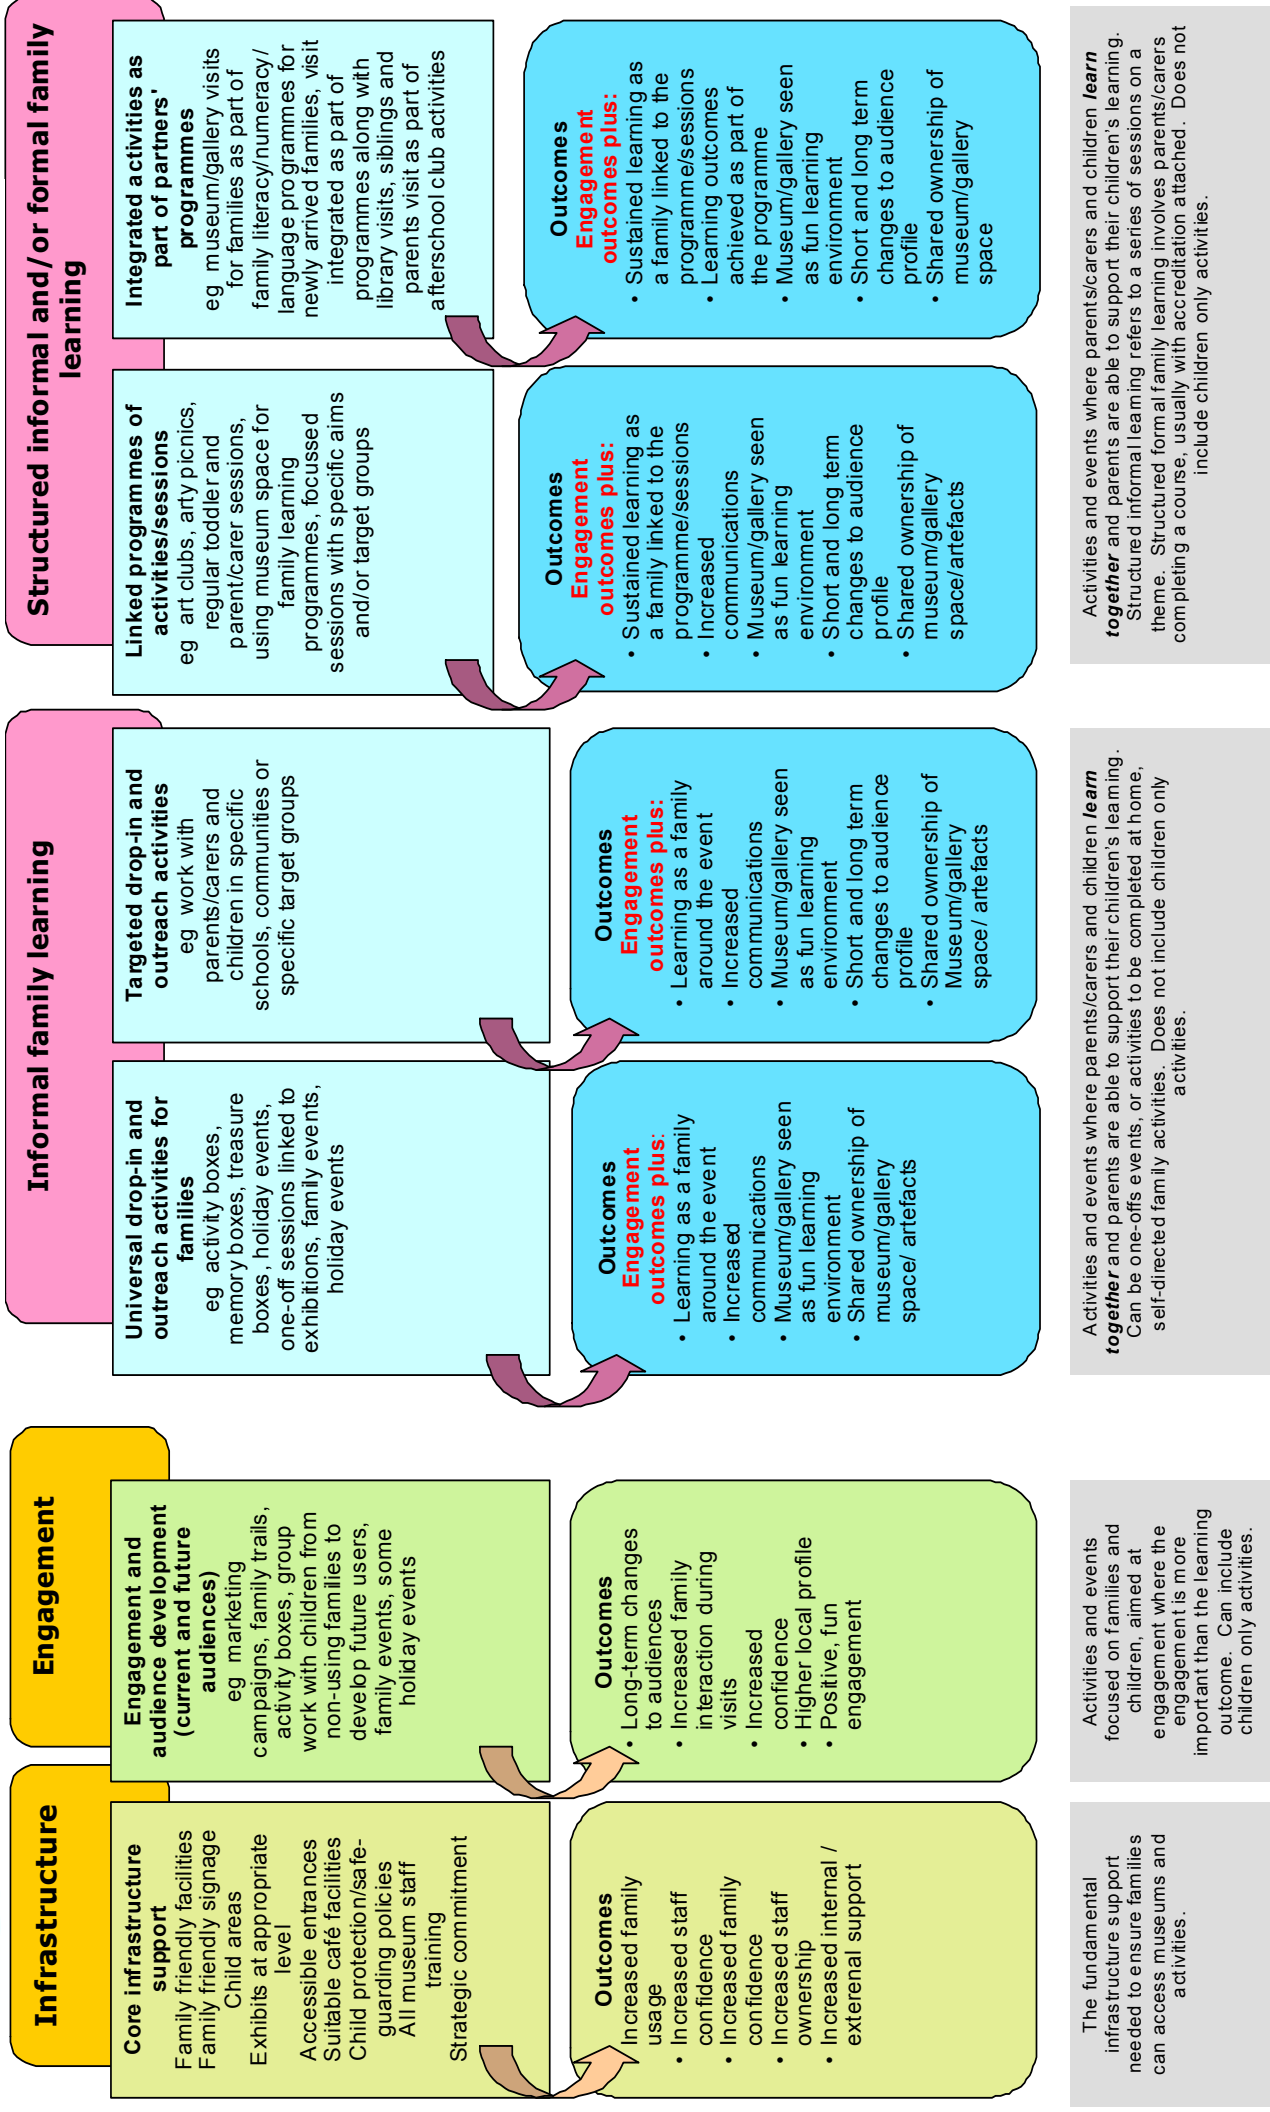 Infrastructure
Core infrastructure
support
Family friendly facilities
Family friendly signage
Child areas
Exhibits at appropriate
level
Accessible entrances
Suitable café facilities
Child protection/safe-
guarding policies
All museum staff
training
Strategic commitment
Outcomes
Increased family
usage
• Increased staff
confidence
• Increased family
confidence
• Increased staff
ownership
• Increased internal /
exterenal support
The fundamental
infrastructure support
needed to ensure families
can access museums and
activities.
Engagement
Engagement and
audience development
(current and future
audiences)
eg marketing
campaigns, family trails,
activity boxes, group
work with children from
non-using families to
develop future users,
family events, some
holiday events
Outcomes
• Long-term changes
to audiences
• Increased family
interaction during
visits
• Increased
confidence
• Higher local profile
• Positive, fun
engagement
Activities and events
focused on families and
children, aimed at
engagement where the
engagement is more
important than the learning
outcome. Can include
children only activities.
Informal family learning
Universal drop-in and
outreach activities for
families
eg activity boxes,
memory boxes, treasure
boxes, holiday events,
one-off sessions linked to
exhibitions, family events,
holiday events
Outcomes
Engagement
outcomes plus:
• Learning as a family
around the event
• Increased
communications
• Museum/gallery seen
as fun learning
environment
• Shared ownership of
museum/gallery
space/ artefacts
Targeted drop-in and
outreach activities
eg work with
parents/carers and
children in specific
schools, communities or
specific target groups
Outcomes
Engagement
outcomes plus:
• Learning as a family
around the event
• Increased
communications
• Museum/gallery seen
as fun learning
environment
• Short and long term
changes to audience
profile
• Shared ownership of
Museum/gallery
space/ artefacts
Activities and events where parents/carers and children learn
together and parents are able to support their children's learning.
Can be one-offs events, or activities to be completed at home,
self-directed family activities. Does not include children only
activities.
Structured informal and/or formal family
learning
Linked programmes of
activities/sessions
eg art clubs, arty picnics,
regular toddler and
parent/carer sessions,
using museum space for
family learning
programmes, focussed
sessions with specific aims
and/or target groups
Outcomes
Engagement
outcomes plus:
• Sustained learning as
a family linked to the
programme/sessions
• Increased
communications
• Museum/gallery seen
as fun learning
environment
• Short and long term
changes to audience
profile
• Shared ownership of
museum/gallery
space/artefacts
Integrated activities as
part of partners'
programmes
eg museum/gallery visits
for families as part of
family literacy/numeracy/
language programmes for
newly arrived families, visit
integrated as part of
programmes along with
library visits, siblings and
parents visit as part of
afterschool club activities
Outcomes
Engagement
outcomes plus:
• Sustained learning as
a family linked to the
programme/sessions
• Learning outcomes
achieved as part of
the programme
• Museum/gallery seen
as fun learning
environment
• Short and long term
changes to audience
profile
• Shared ownership of
museum/gallery
space
Activities and events where parents/carers and children learn
together and parents are able to support their children's learning.
Structured informal learning refers to a series of sessions on a
theme. Structured formal family learning involves parents/carers
completing a course, usually with accreditation attached. Does not
include children only activities.